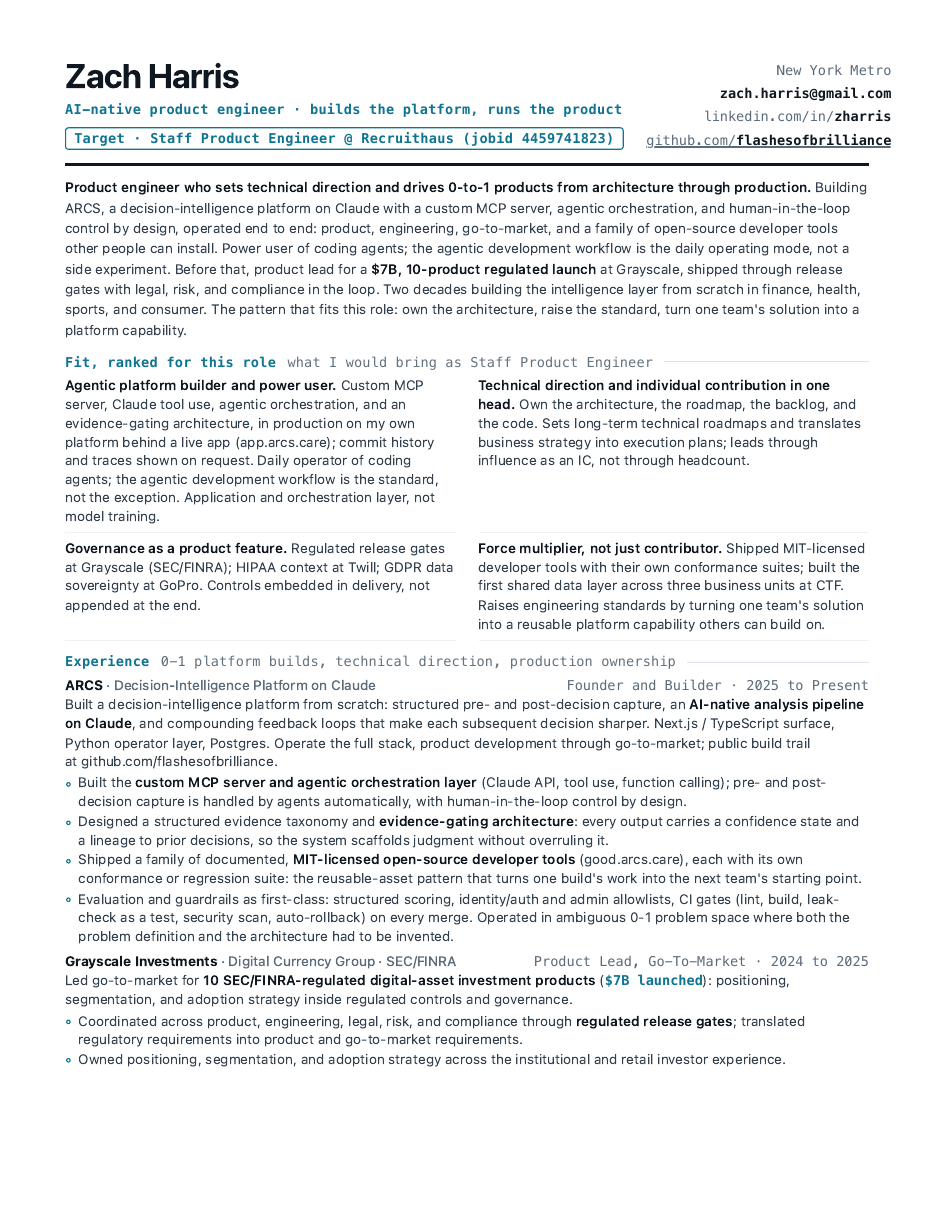 Zach Harris
AI-native product engineer · builds the platform, runs the product
Target · Staff Product Engineer @ Recruithaus (jobid 4459741823)
New York Metro
zach.harris@gmail.com
linkedin.com/in/zharris
github.com/flashesofbrilliance
Product engineer who sets technical direction and drives 0-to-1 products from architecture through production. Building
ARCS, a decision-intelligence platform on Claude with a custom MCP server, agentic orchestration, and human-in-the-loop
control by design, operated end to end: product, engineering, go-to-market, and a family of open-source developer tools
other people can install. Power user of coding agents; the agentic development workflow is the daily operating mode, not a
side experiment. Before that, product lead for a $7B, 10-product regulated launch at Grayscale, shipped through release
gates with legal, risk, and compliance in the loop. Two decades building the intelligence layer from scratch in finance, health,
sports, and consumer. The pattern that fits this role: own the architecture, raise the standard, turn one team's solution into a
platform capability.
Fit, ranked for this role what I would bring as Staff Product Engineer
Agentic platform builder and power user. Custom MCP
server, Claude tool use, agentic orchestration, and an
evidence-gating architecture, in production on my own
platform behind a live app (app.arcs.care); commit history
and traces shown on request. Daily operator of coding
agents; the agentic development workflow is the standard,
not the exception. Application and orchestration layer, not
model training.
Technical direction and individual contribution in one
head. Own the architecture, the roadmap, the backlog, and
the code. Sets long-term technical roadmaps and translates
business strategy into execution plans; leads through
influence as an IC, not through headcount.
Governance as a product feature. Regulated release gates
at Grayscale (SEC/FINRA); HIPAA context at Twill; GDPR data
sovereignty at GoPro. Controls embedded in delivery, not
appended at the end.
Force multiplier, not just contributor. Shipped MIT-licensed
developer tools with their own conformance suites; built the
first shared data layer across three business units at CTF.
Raises engineering standards by turning one team's solution
into a reusable platform capability others can build on.
Experience 0-1 platform builds, technical direction, production ownership
ARCS · Decision-Intelligence Platform on Claude Founder and Builder · 2025 to Present
Built a decision-intelligence platform from scratch: structured pre- and post-decision capture, an AI-native analysis pipeline
on Claude, and compounding feedback loops that make each subsequent decision sharper. Next.js / TypeScript surface,
Python operator layer, Postgres. Operate the full stack, product development through go-to-market; public build trail
at github.com/flashesofbrilliance.
Built the custom MCP server and agentic orchestration layer (Claude API, tool use, function calling); pre- and post-
decision capture is handled by agents automatically, with human-in-the-loop control by design.
Designed a structured evidence taxonomy and evidence-gating architecture: every output carries a confidence state and
a lineage to prior decisions, so the system scaffolds judgment without overruling it.
Shipped a family of documented, MIT-licensed open-source developer tools (good.arcs.care), each with its own
conformance or regression suite: the reusable-asset pattern that turns one build's work into the next team's starting point.
Evaluation and guardrails as first-class: structured scoring, identity/auth and admin allowlists, CI gates (lint, build, leak-
check as a test, security scan, auto-rollback) on every merge. Operated in ambiguous 0-1 problem space where both the
problem definition and the architecture had to be invented.
Grayscale Investments · Digital Currency Group · SEC/FINRA Product Lead, Go-To-Market · 2024 to 2025
Led go-to-market for 10 SEC/FINRA-regulated digital-asset investment products ($7B launched): positioning,
segmentation, and adoption strategy inside regulated controls and governance.
Coordinated across product, engineering, legal, risk, and compliance through regulated release gates; translated
regulatory requirements into product and go-to-market requirements.
Owned positioning, segmentation, and adoption strategy across the institutional and retail investor experience.